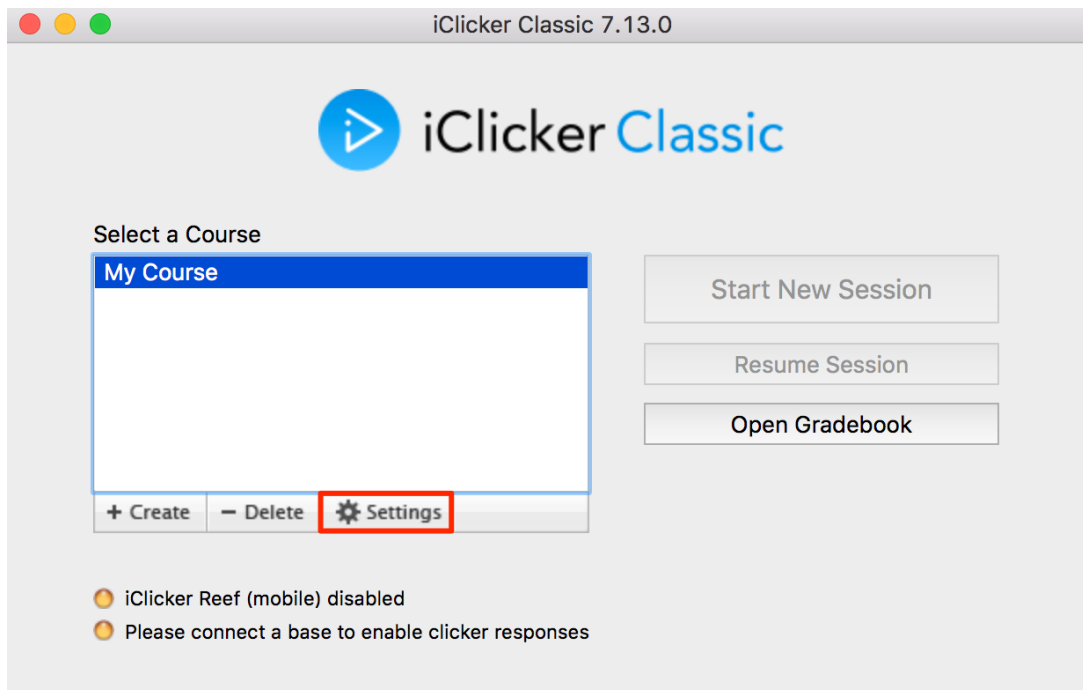 iClicker Classic 7.13.0
iClicker Classic
Select a Course
My Course
Start New Session
Resume Session
Open Gradebook
+ Create − Delete Settings
iClicker Reef (mobile) disabled
Please connect a base to enable clicker responses